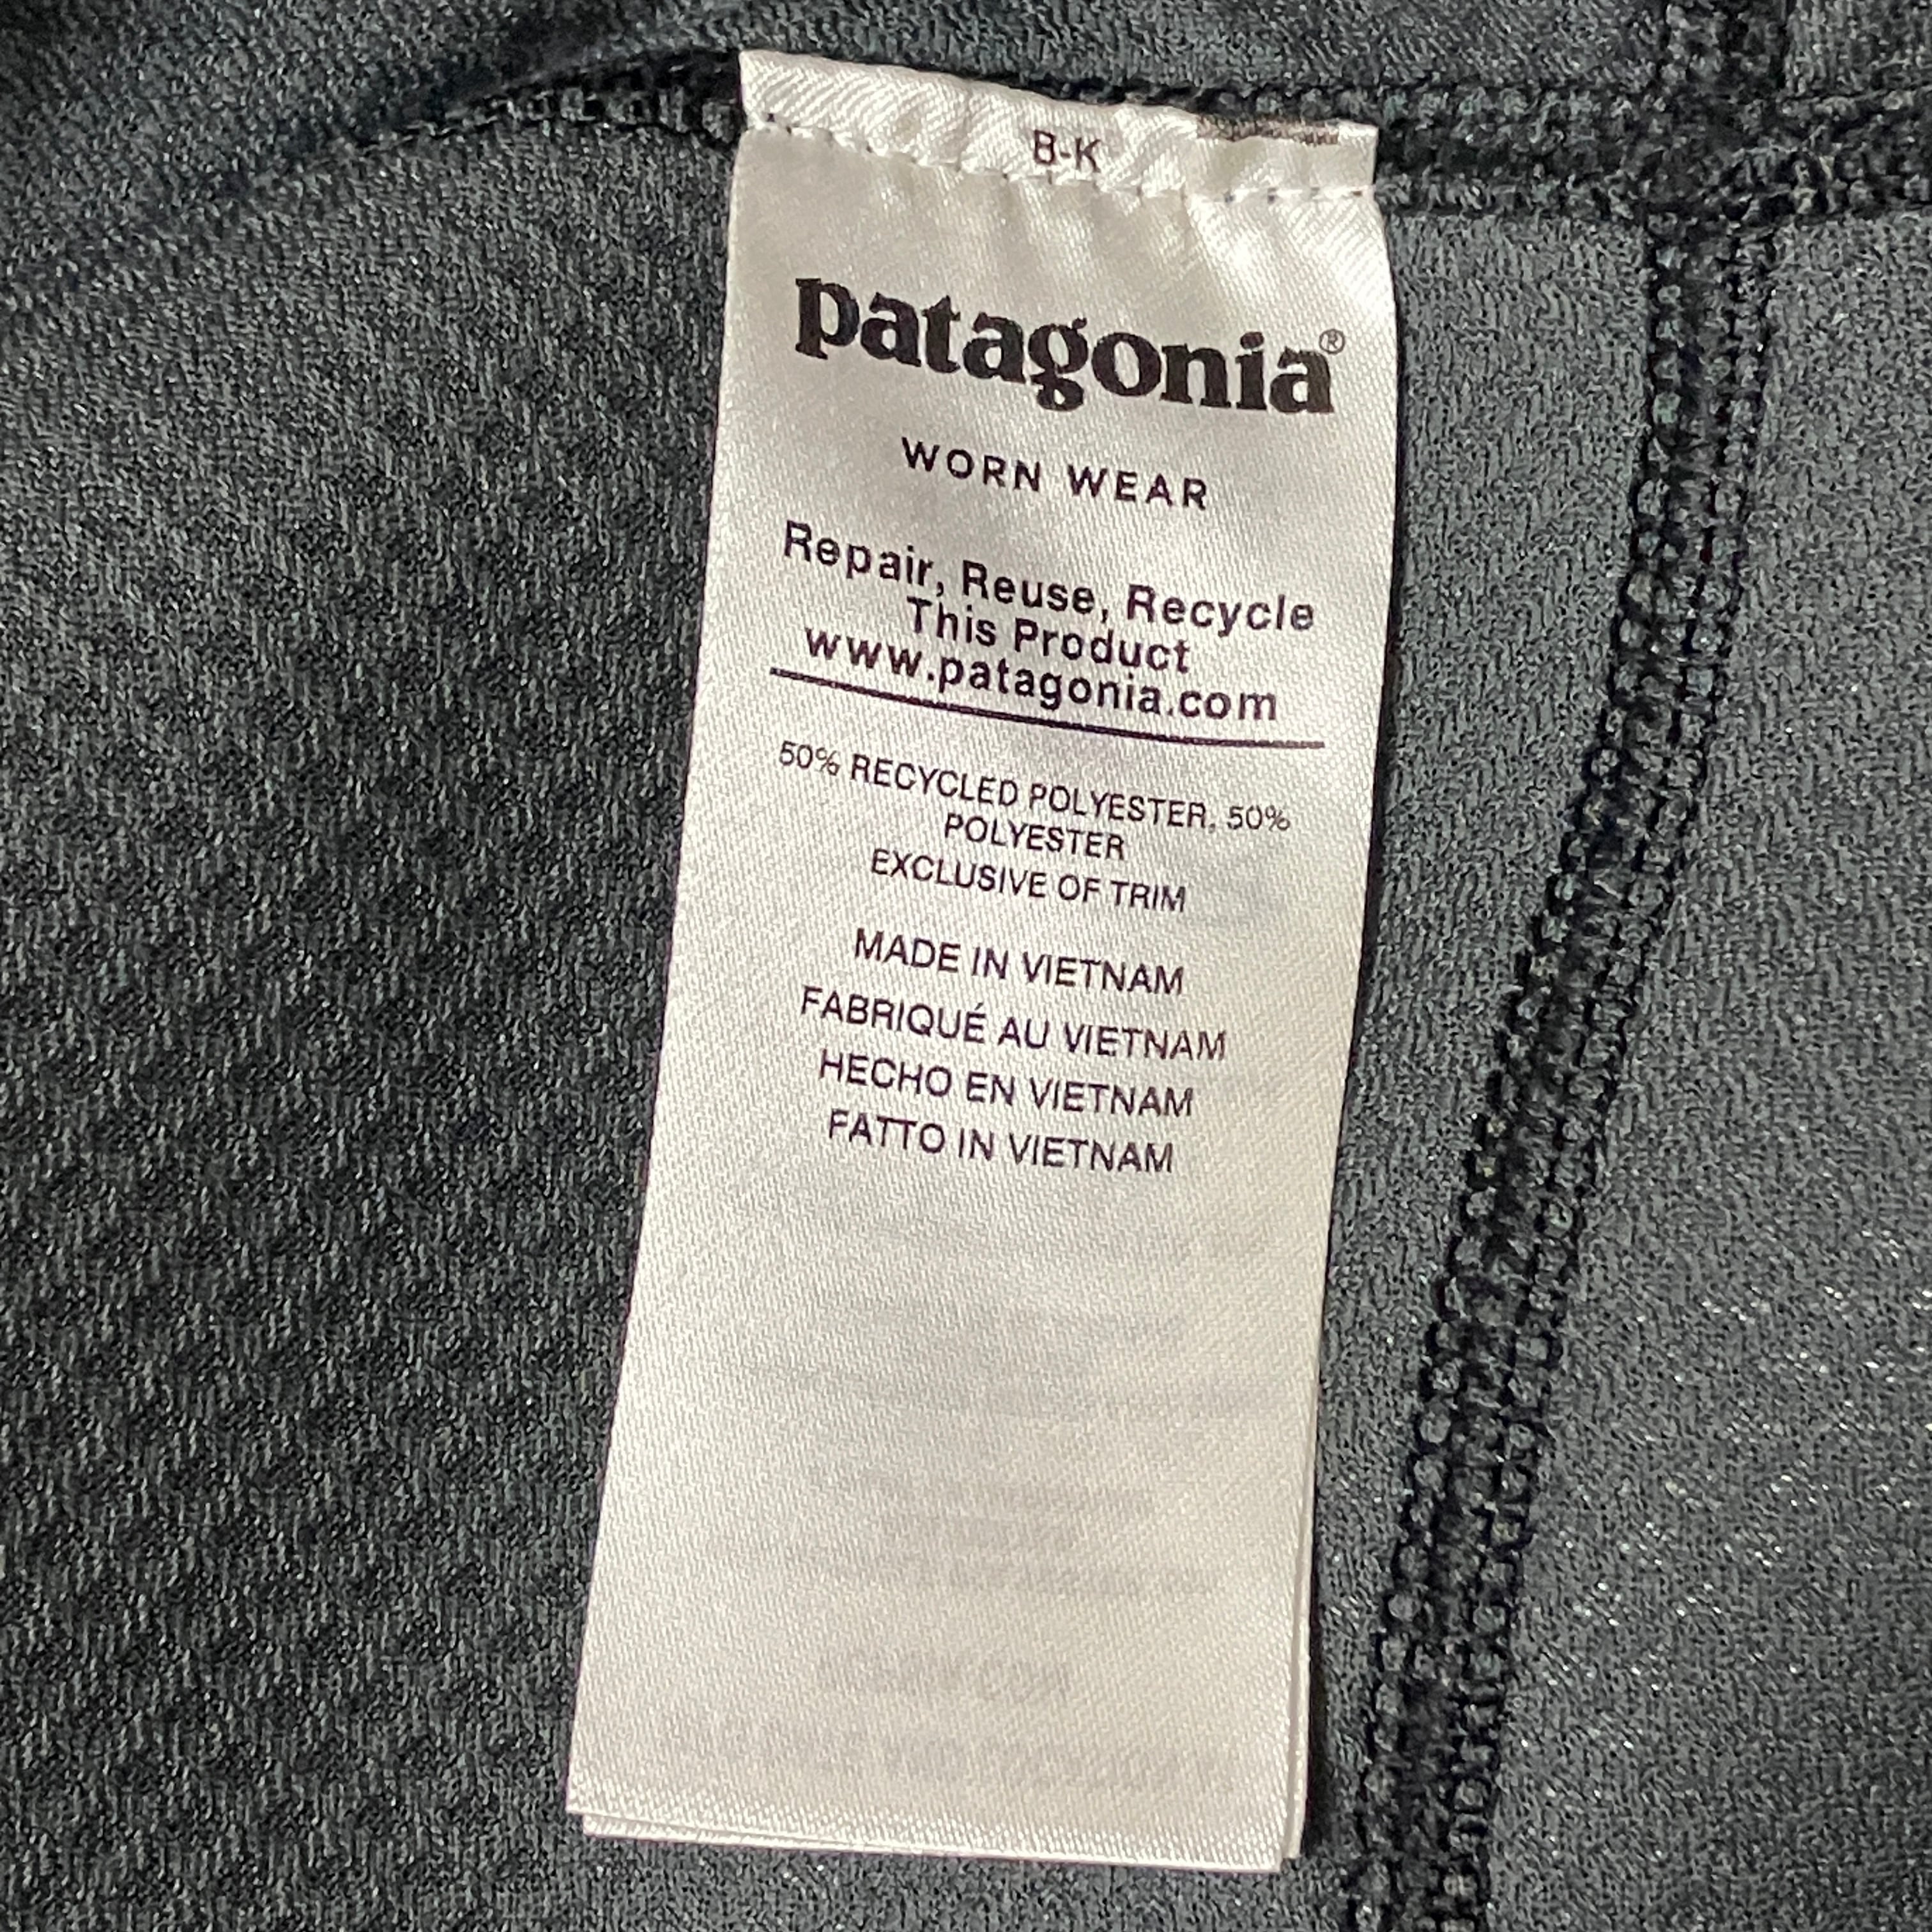 B-K
patagonia®
WORN WEAR
Repair, Reuse, Recycle
This Product
www.patagonia.com
50% RECYCLED POLYESTER, 50%
POLYESTER
EXCLUSIVE OF TRIM
MADE IN VIETNAM
FABRIQUÉ AU VIETNAM
HECHO EN VIETNAM
FATTO IN VIETNAM